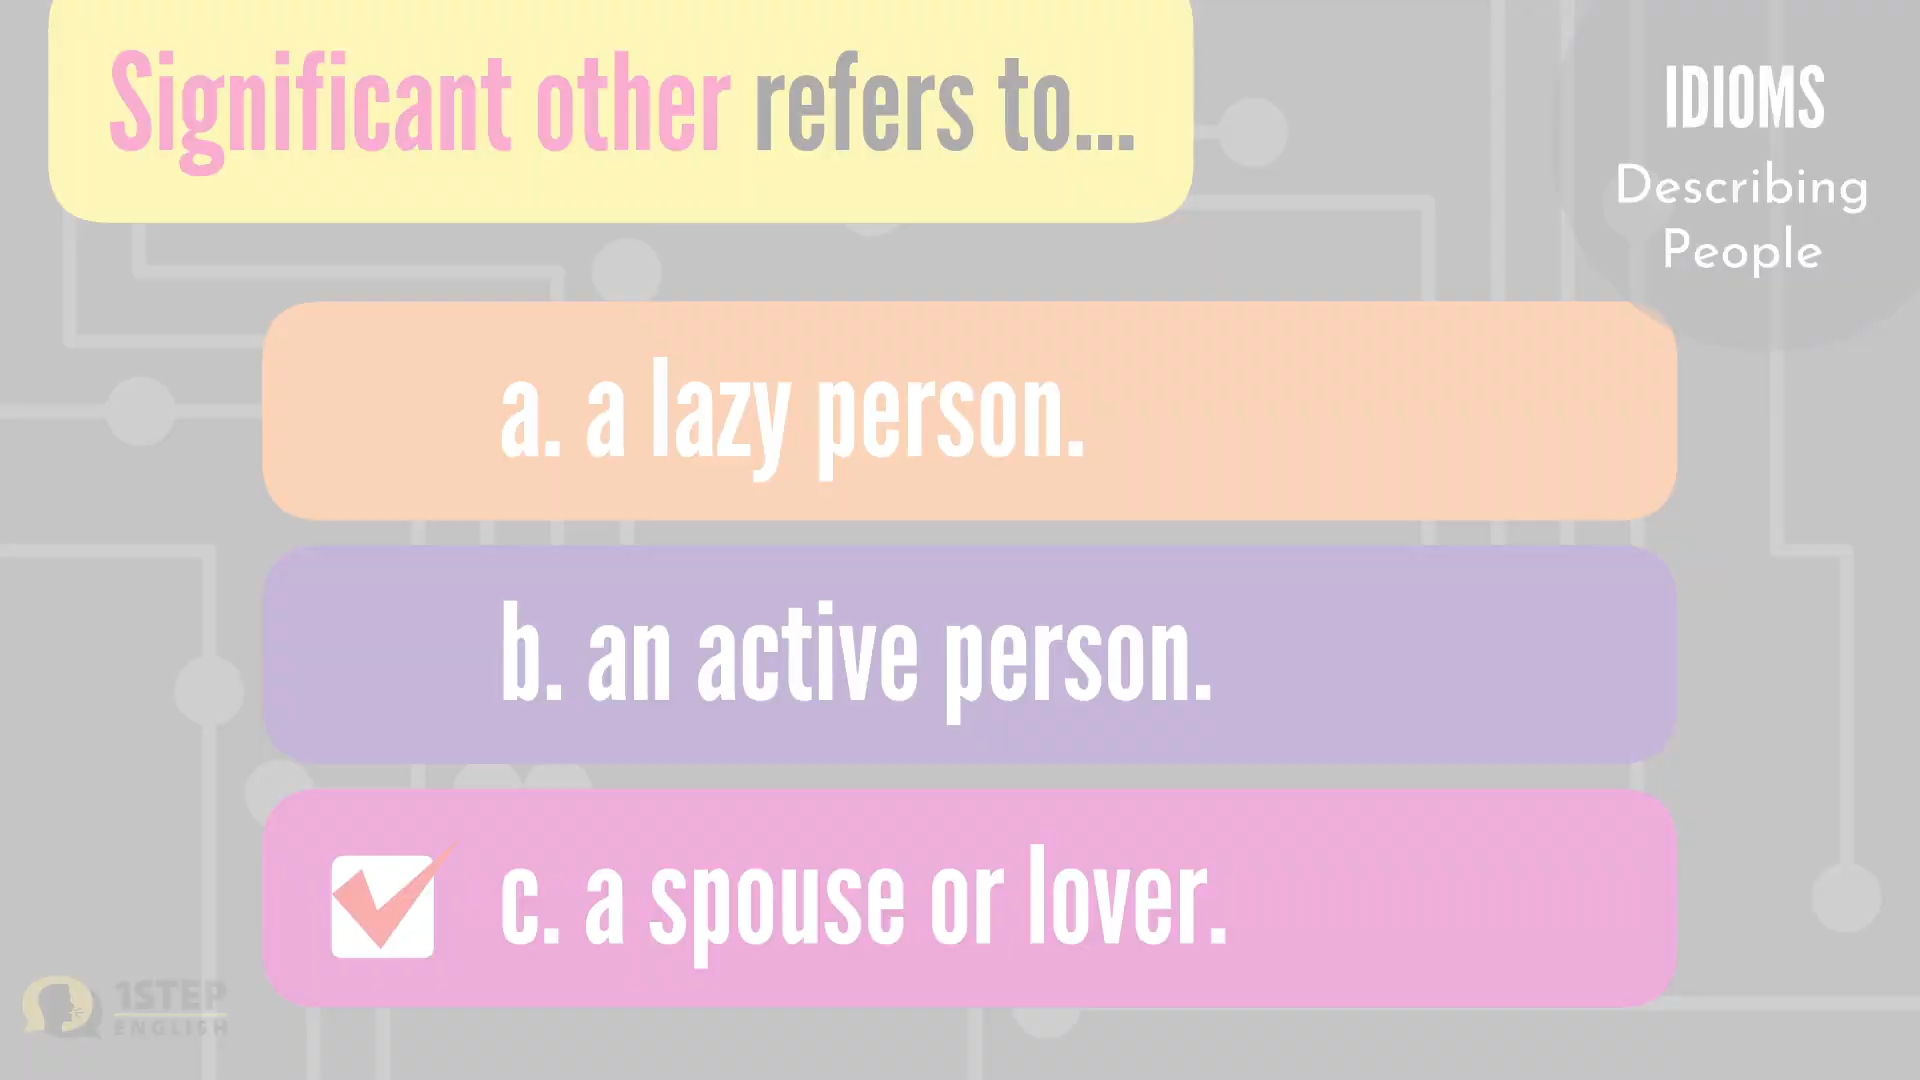 Significant other refers to...
IDIOMS
Describing
People
a. a lazy person.
b. an active person.
c. a spouse or lover.
1STEP
ENGLISH